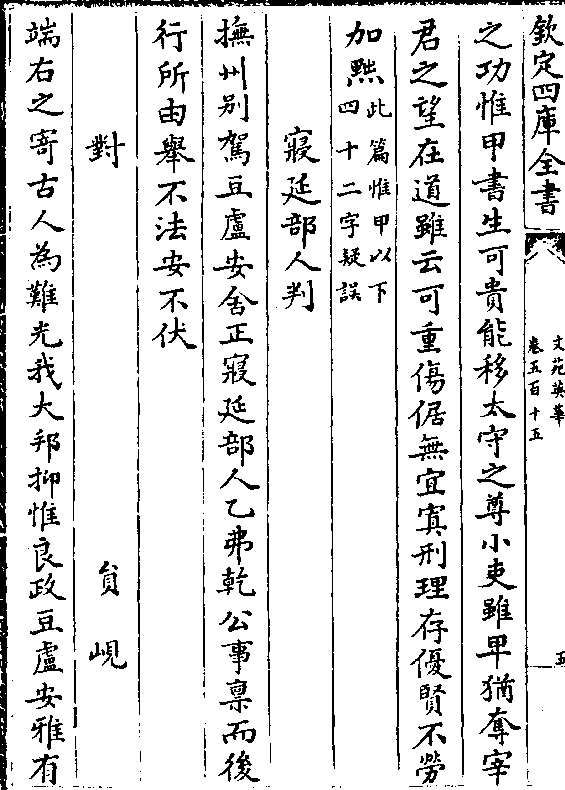 欽定四庫全書
文苑英華
卷五百十五
五
之功惟甲書生可貴能移太守之尊小吏雖甲猶奪宰
君之望在道雖云可重傷倨無宜寘刑理存優賢不勞
加㸃此篇惟甲以下
四十二字疑誤
寢延部人判
撫州别駕豆盧安舍正寢延部人乙弗乾公事禀而後
行所由舉不法安不伏
對
貟峴
端右之寄古人為難光我大邦抑惟良政豆盧安雅有